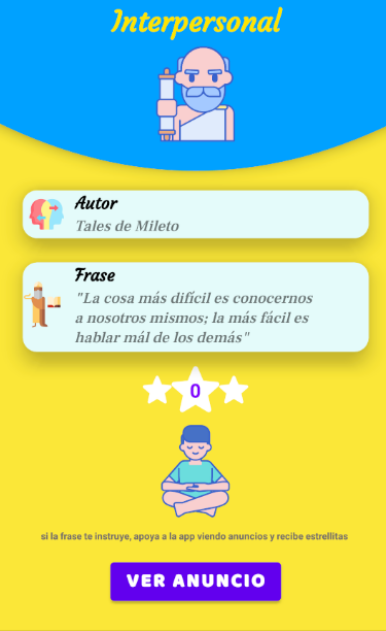 Interpersonal
Autor
Tales de Mileto
Frase
"La cosa más difícil es conocernos
a nosotros mismos; la más fácil es
hablar mál de los demás"
0
si la frase te instruye, apoya a la app viendo anuncios y recibe estrellitas
VER ANUNCIO